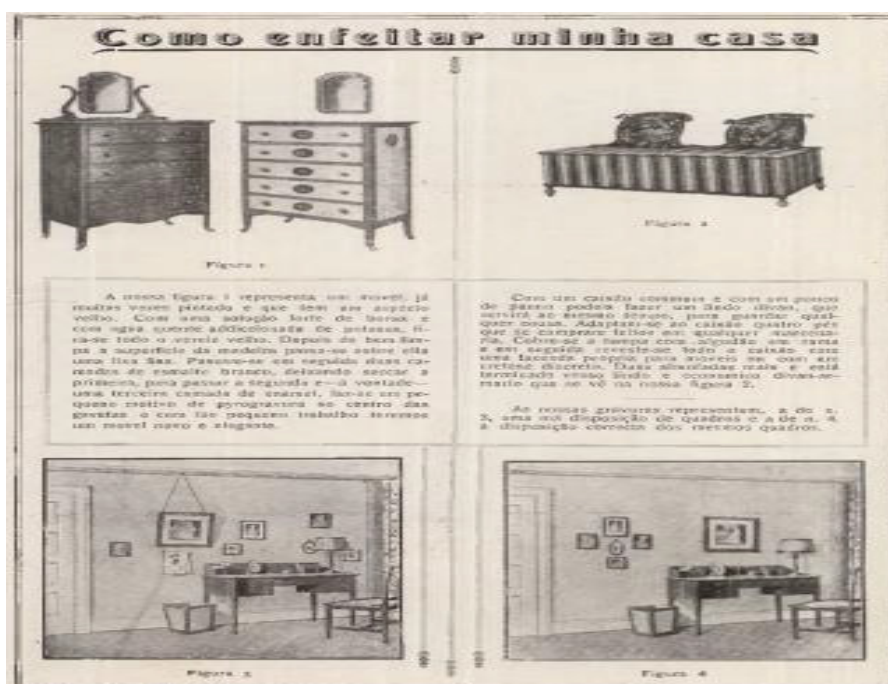 Como enfeitar minha casa
Figura 1
Figura 2
A nossa figura 1 representa um movel, já
muitas vezes pintado e que tem um aspecto
velho. Com uma solução forte de borax e
com agua quente addicionada de potassa, ti-
ra-se todo o verniz velho. Depois de bem lim-
pa a superficie da madeira passa-se sobre ella
uma lixa fina. Passam-se em seguida duas ca-
madas de esmalte branco, deixando seccar a
primeira, para passar a segunda e—á vontade—
uma terceira camada de esmalte, faz-se um pe-
queno motivo de pyrogravura no centro das
gavetas e com tão pequeno trabalho teremos
um movel novo e elegante.
Com um caixão commum e com um pouco
de panno podeis fazer um lindo divan, que
servirá ao mesmo tempo, para guardar qual-
quer cousa. Adaptam-se ao caixão quatro pés
que se compram feitos em qualquer
Cobre-se a tampa com algodão em rama
e em seguida reveste-se todo o caixão com
uma fazenda propria para moveis ou com um
cretone discreto. Duas almofadas mais e está
terminado vosso lindo e economico divan-ar-
mario que se vê na nossa figura 2.
As nossas gravuras representam, a de n.
3, uma má disposição de quadros e a de n. 4
a disposição correcta dos mesmos quadros.
Figura 3
Figura 4